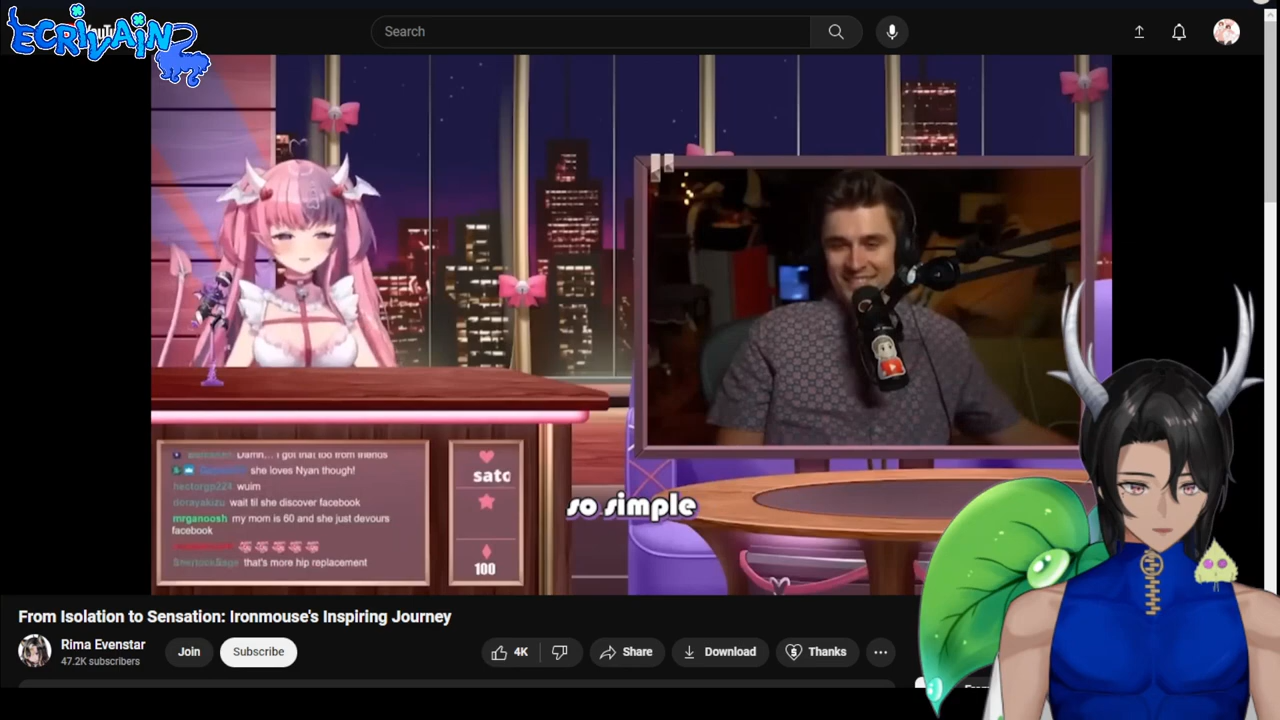 ECRIVAIN
Search
Damn... I got that too from friends
she loves Nyan though!
hectorgp224 wuim
dorayakizu wait til she discover facebook
mrganoosh my mom is 60 and she just devours
facebook
SherlockSage that's more hip replacement
sato
100
so simple
From Isolation to Sensation: Ironmouse's Inspiring Journey
Rima Evenstar
47.2K subscribers
Join
Subscribe
4K
Share
Download
Thanks